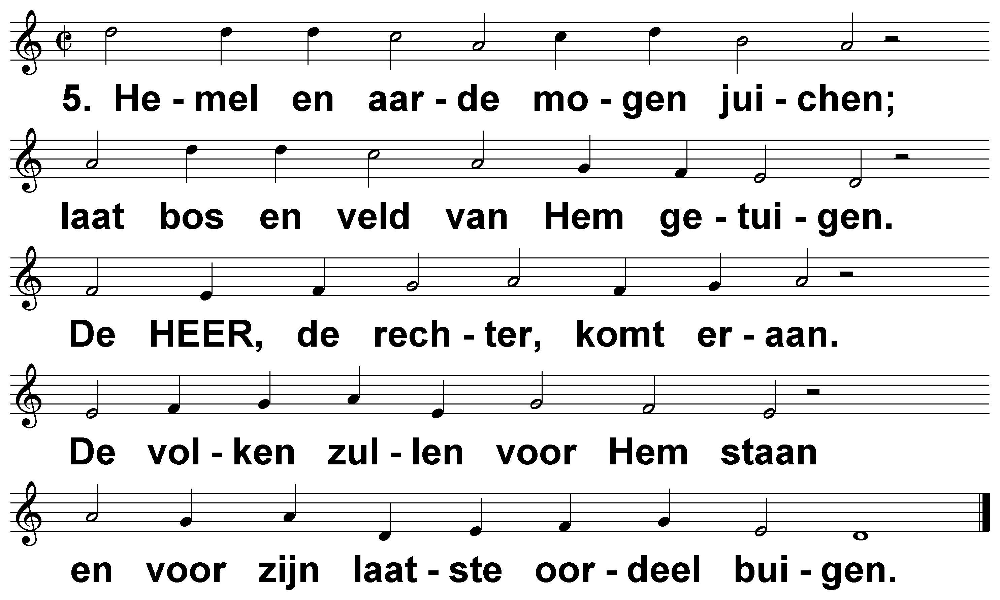 5. He - mel en aar - de mo - gen jui - chen;
laat bos en veld van Hem ge - tui - gen.
De HEER, de rech - ter, komt er - aan.
De vol - ken zul - len voor Hem staan
en voor zijn laat - ste oor - deel bui - gen.